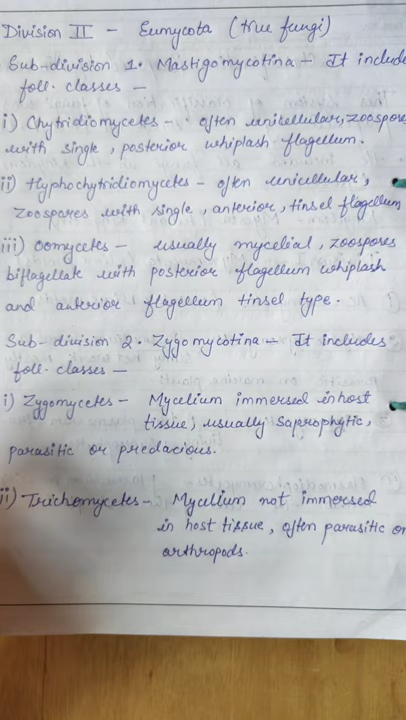 Division II - Eumycota (true fungi)
Sub-division 1. Mastigomycotina - It include
foll. classes -
i) Chytridiomycetes - often unicellular, zoospore
with single, posterior whiplash flagellum.
ii) Hyphochytridiomycetes - often unicellular,
zoospores with single, anterior, tinsel flagellum
iii) Oomycetes - usually mycelial, zoospores
biflagellate with posterior flagellum whiplash
and anterior flagellum tinsel type.
Sub-division 2. Zygomycotina - It includes
foll. classes -
i) Zygomycetes - Mycelium immersed in host
tissue, usually saprophytic,
parasitic or predacious.
ii) Trichomycetes - Mycelium not immersed
in host tissue, often parasitic on
arthropods.